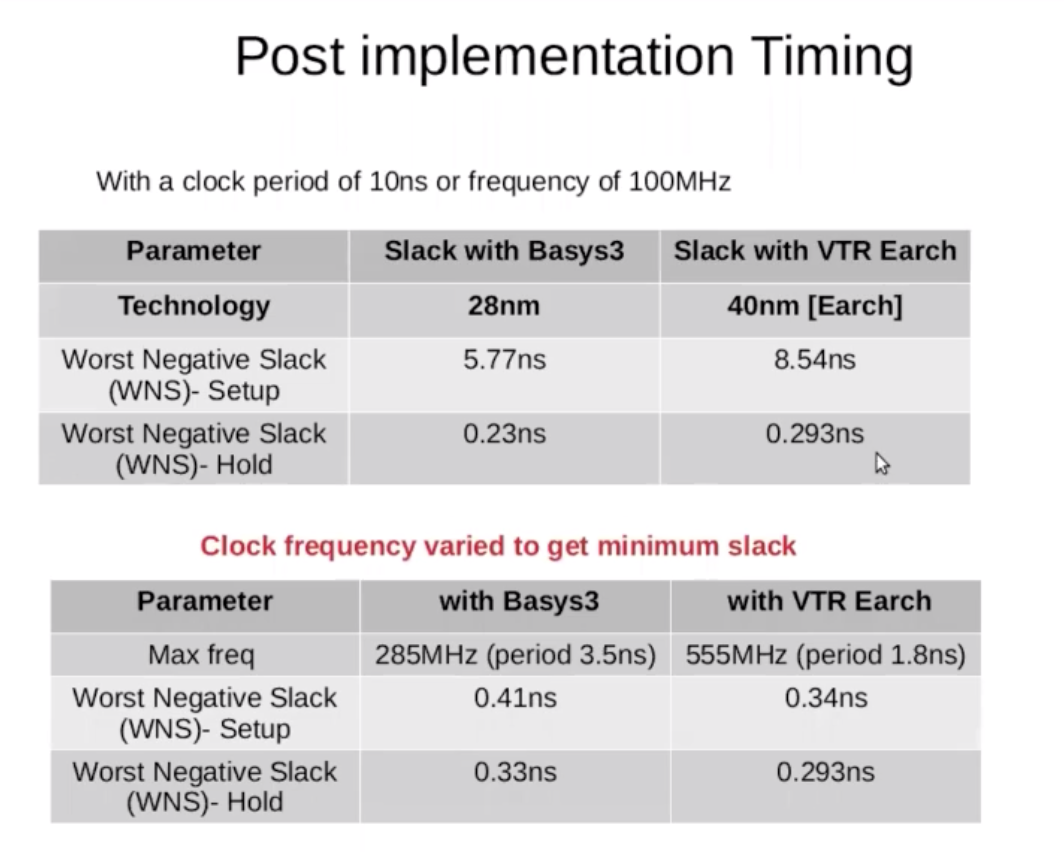 Post implementation Timing
With a clock period of 10ns or frequency of 100MHz
Parameter Slack with Basys3 Slack with VTR Earch
Technology 28nm 40nm [Earch]
Worst Negative Slack 5.77ns 8.54ns
(WNS)- Setup
Worst Negative Slack 0.23ns 0.293ns
(WNS)- Hold
Clock frequency varied to get minimum slack
Parameter with Basys3 with VTR Earch
Max freq 285MHz (period 3.5ns) 555MHz (period 1.8ns)
Worst Negative Slack 0.41ns 0.34ns
(WNS)- Setup
Worst Negative Slack 0.33ns 0.293ns
(WNS)- Hold